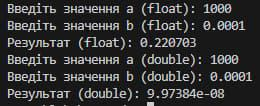 Введіть значення a (float): 1000
Введіть значення b (float): 0.0001
Результат (float): 0.220703
Введіть значення a (double): 1000
Введіть значення b (double): 0.0001
Результат (double): 9.97384e-08